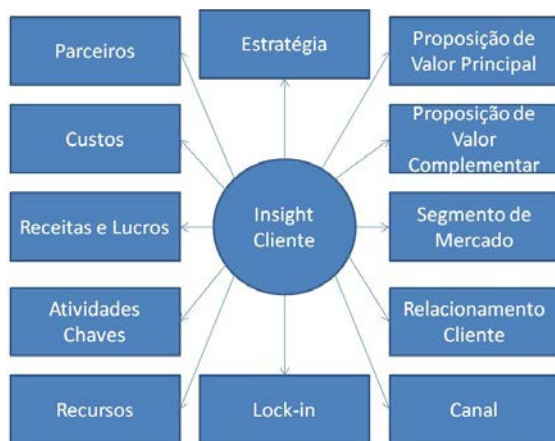 Parceiros
Estratégia
Proposição de
Valor Principal
Custos
Proposição de
Valor
Complementar
Receitas e Lucros
Insight
Cliente
Segmento de
Mercado
Atividades
Chaves
Relacionamento
Cliente
Recursos
Lock-in
Canal